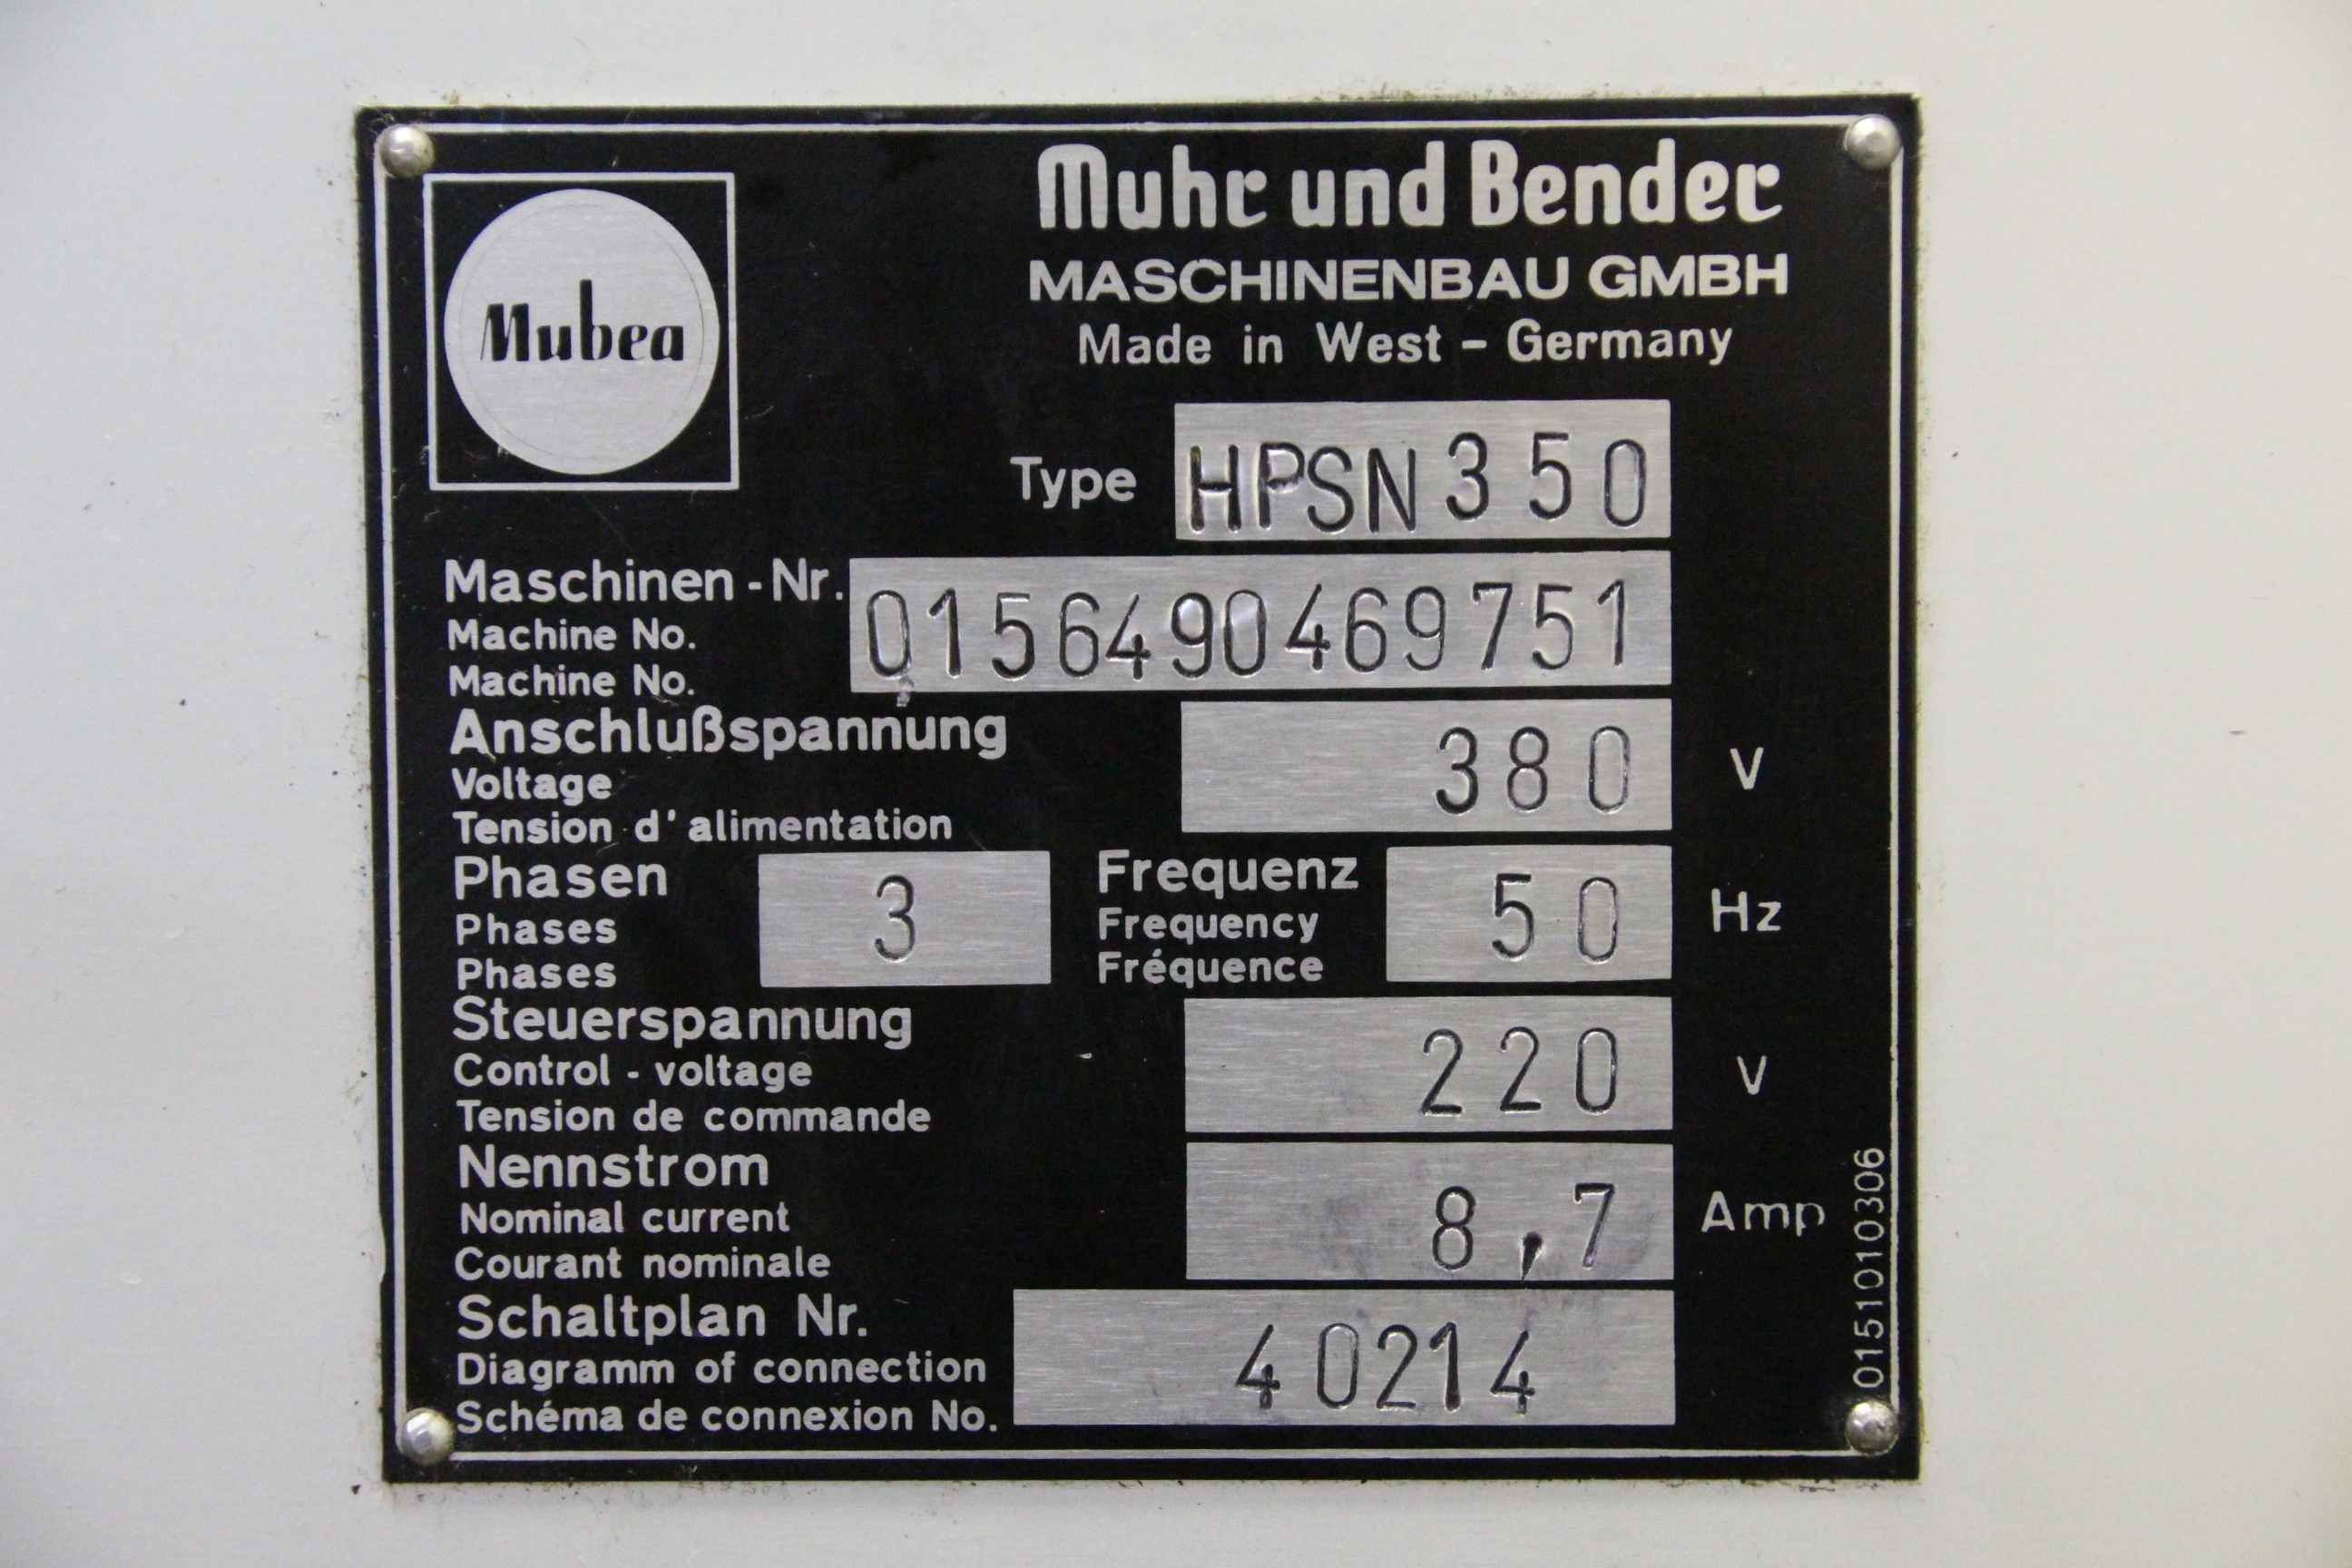 Mubea
Muhr und Bender
MASCHINENBAU GMBH
Made in West - Germany
Type HPSN 350
Maschinen - Nr. 0156490469751
Machine No.
Machine No.
Anschlußspannung 380 V
Voltage
Tension d' alimentation
Phasen 3 Frequenz 50 Hz
Phases Frequency
Phases Fréquence
Steuerspannung 220 V
Control - voltage
Tension de commande
Nennstrom 8,7 Amp
Nominal current
Courant nominale
Schaltplan Nr. 40214
Diagramm of connection
Schéma de connexion No.
0151010306